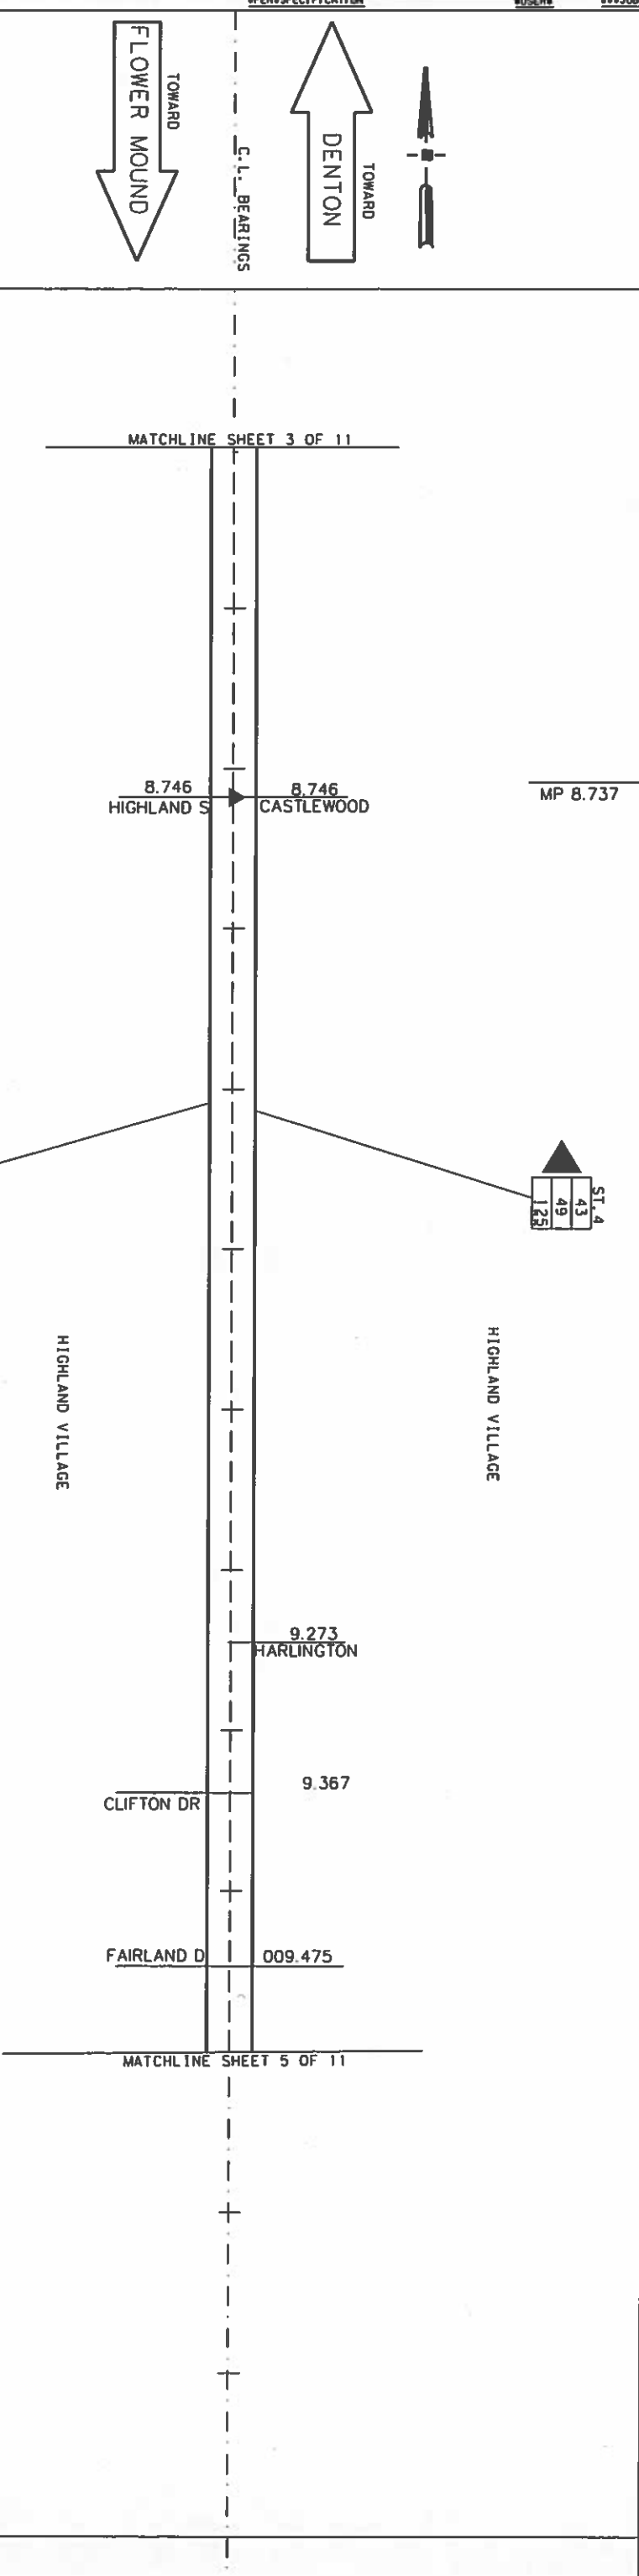 TOWARD
FLOWER MOUND
C.L. BEARINGS
TOWARD
DENTON
MATCHLINE SHEET 3 OF 11
8.746
HIGHLAND S
8.746
CASTLEWOOD
MP 8.737
ST.4
43
49
125
HIGHLAND VILLAGE
HIGHLAND VILLAGE
9.273
HARLINGTON
9.367
CLIFTON DR
FAIRLAND D
009.475
MATCHLINE SHEET 5 OF 11